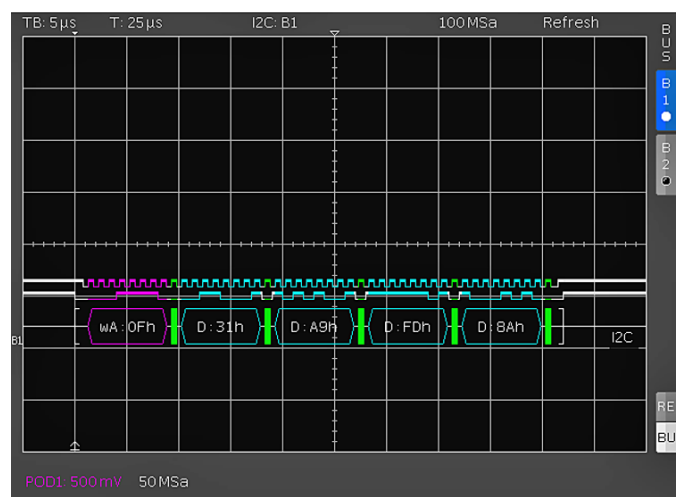 TB: 5µs T: 25µs I2C: B1 100MSa Refresh
BUS
B1
B2
wA:0Fh D:31h D:A9h D:FDh D:8Ah
B1
I2C
RE
BU
POD1: 500mV 50MSa